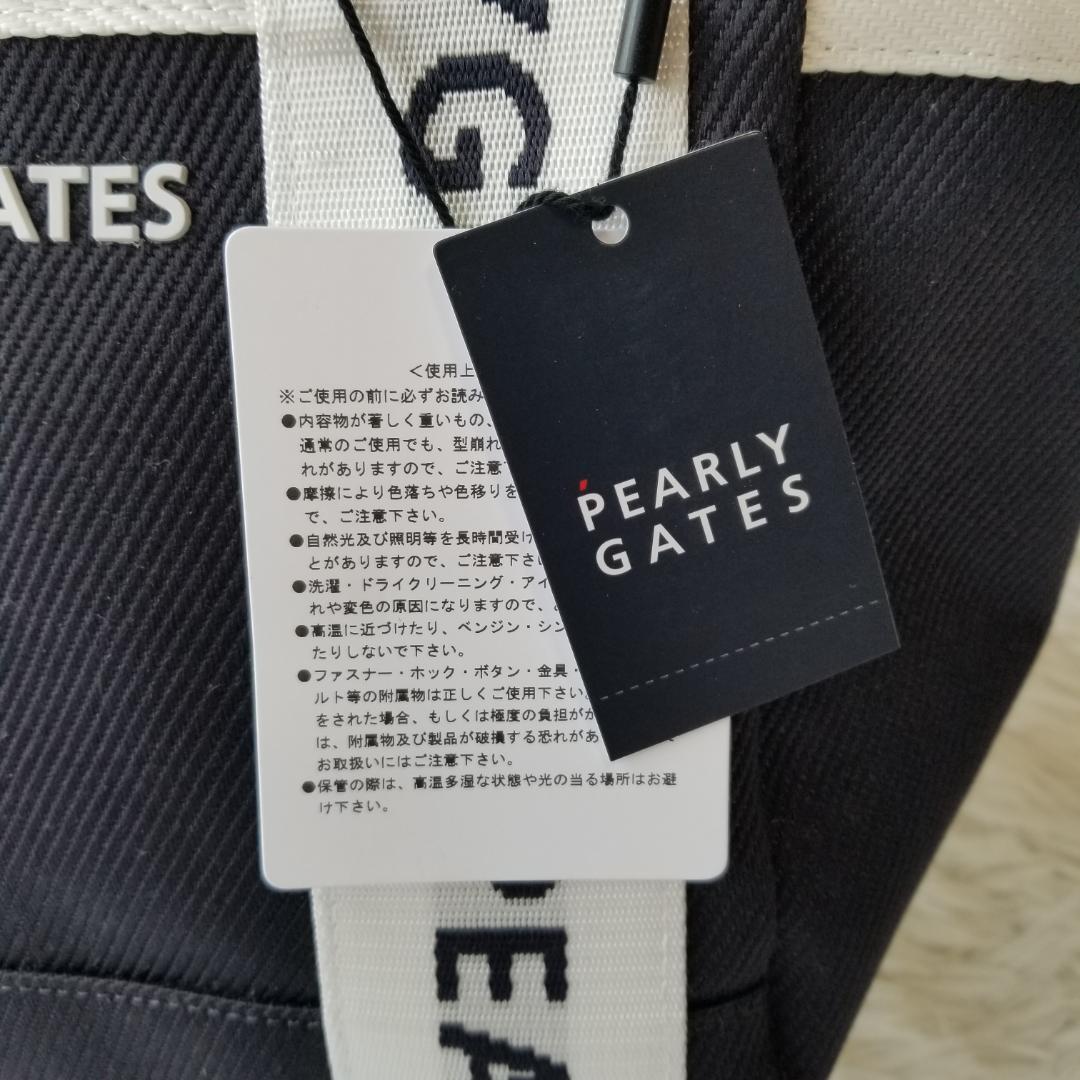 G
ATES
PEARLY
GATES
<使用上
※ご使用の前に必ずお読み
●内容物が著しく重いもの、
通常のご使用でも、型崩れ
れがありますので、ご注意下
●摩擦により色落ちや色移りを
で、ご注意下さい。
●自然光及び照明等を長時間受け
とがありますので、ご注意下さい
●洗濯・ドライクリーニング・アイ
れや変色の原因になりますので、
●高温に近づけたり、ベンジン・シン
たりしないで下さい。
●ファスナー・ホック・ボタン・金具・
ルト等の附属物は正しくご使用下さい。
をされた場合、もしくは極度の負担がか
は、附属物及び製品が破損する恐れがあ
お取扱いにはご注意下さい。
●保管の際は、高温多湿な状態や光の当る場所はお避
け下さい。
PEA